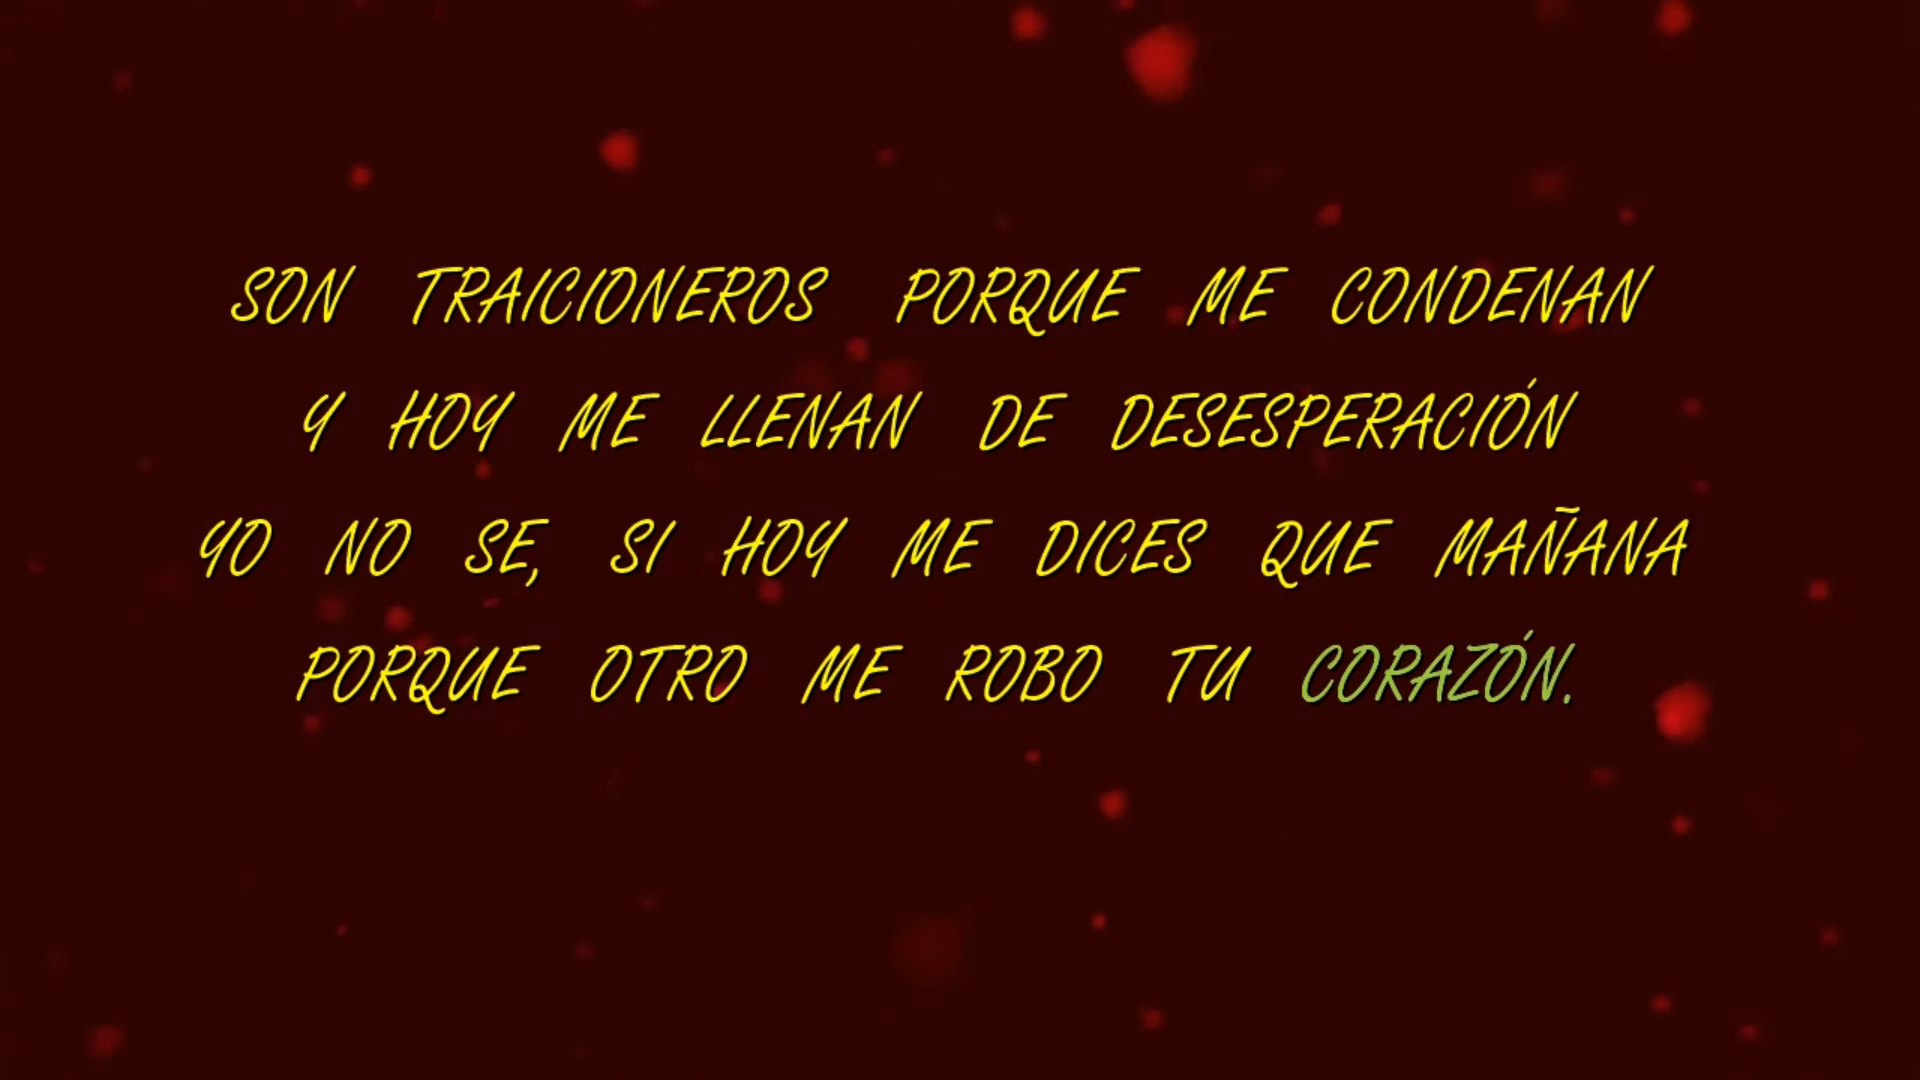 SON TRAICIONEROS PORQUE ME CONDENAN
Y HOY ME LLENAN DE DESESPERACIÓN
YO NO SE, SI HOY ME DICES QUE MAÑANA
PORQUE OTRO ME ROBO TU CORAZÓN.